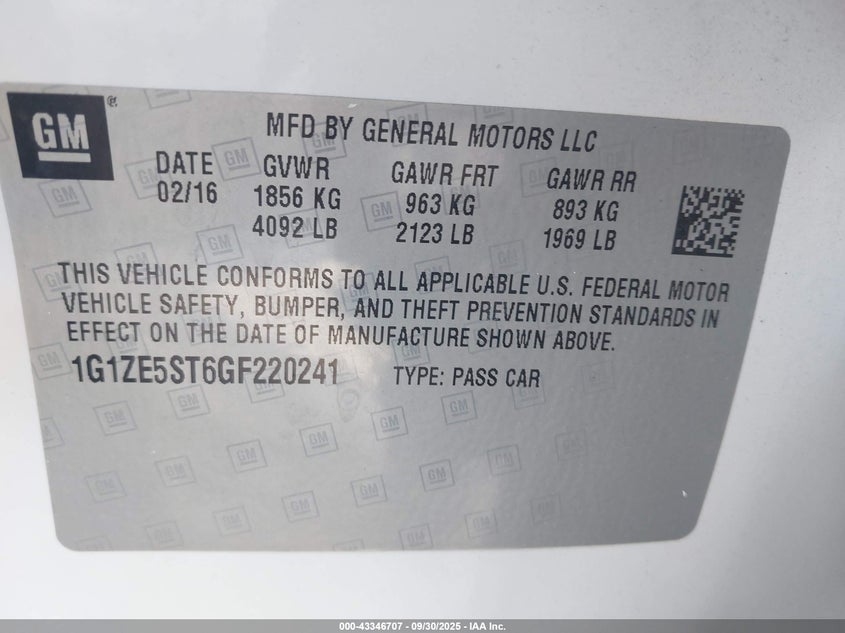 GM
MFD BY GENERAL MOTORS LLC
DATE GVWR GAWR FRT GAWR RR
02/16 1856 KG 963 KG 893 KG
4092 LB 2123 LB 1969 LB
THIS VEHICLE CONFORMS TO ALL APPLICABLE U.S. FEDERAL MOTOR
VEHICLE SAFETY, BUMPER, AND THEFT PREVENTION STANDARDS IN
EFFECT ON THE DATE OF MANUFACTURE SHOWN ABOVE.
1G1ZE5ST6GF220241 TYPE: PASS CAR
000-43346707 - 09/30/2025 - IAA Inc.